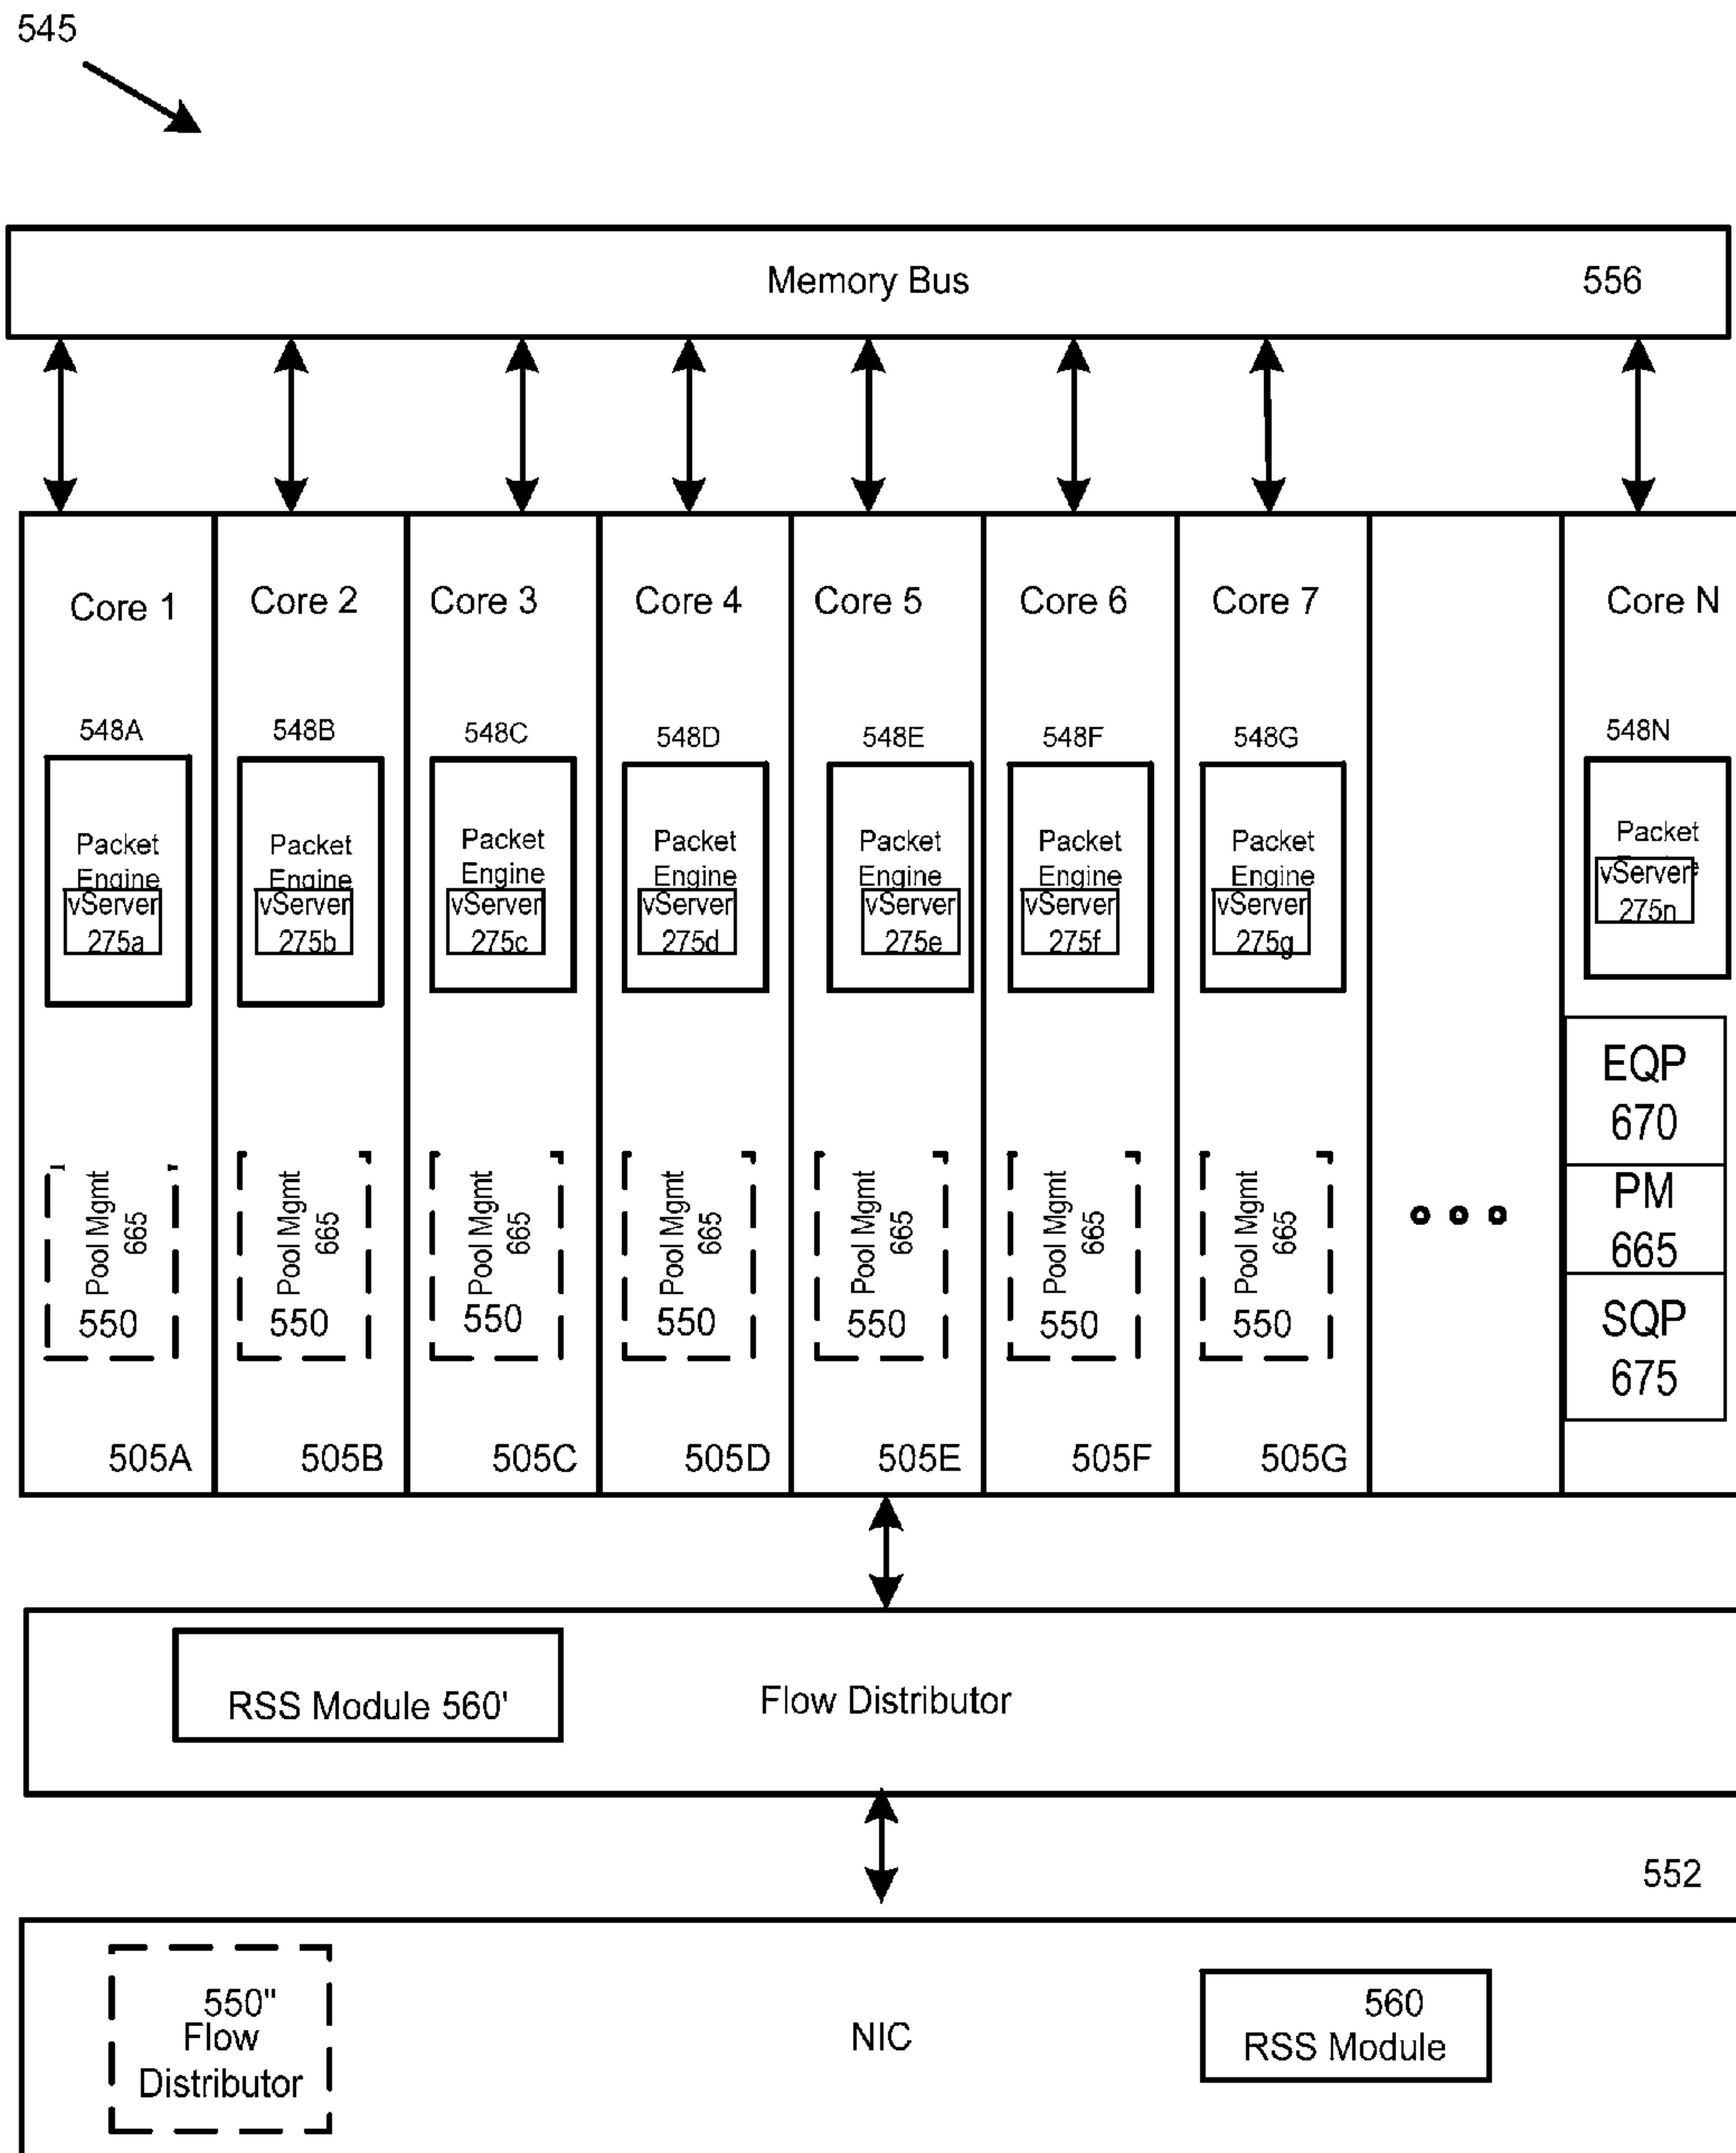 545
Memory Bus 556
Core 1 Core 2 Core 3 Core 4 Core 5 Core 6 Core 7 Core N
548A 548B 548C 548D 548E 548F 548G 548N
Packet Packet Packet Packet Packet Packet Packet Packet
Engine Engine Engine Engine Engine Engine Engine
vServer vServer vServer vServer vServer vServer vServer vServer
275a 275b 275c 275d 275e 275f 275g 275n
EQP
670
PM
665
SQP
675
Pool Mgmt Pool Mgmt Pool Mgmt Pool Mgmt Pool Mgmt Pool Mgmt Pool Mgmt
665 665 665 665 665 665 665
550 550 550 550 550 550 550
505A 505B 505C 505D 505E 505F 505G
RSS Module 560' Flow Distributor
552
550"
Flow
Distributor
NIC
560
RSS Module